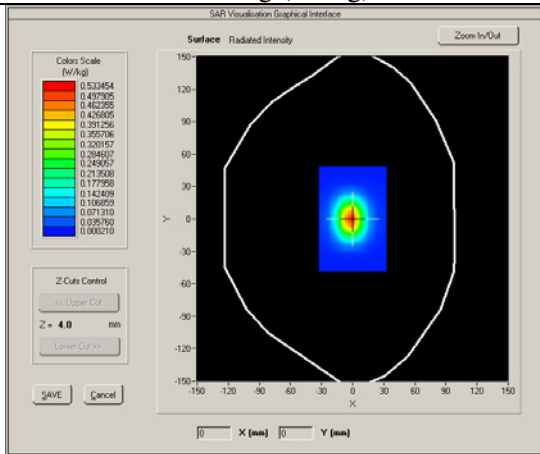 SAR Visualisation Graphical Interface
Surface Radiated Intensity
Zoom In/Out
Colors Scale
(W/kg)
0.533454
0.497905
0.462355
0.426805
0.391256
0.355706
0.320157
0.284607
0.249057
0.213508
0.177958
0.142409
0.106859
0.071310
0.035760
0.000210
Z-Cuts Control
<< Upper Cut
Z = 4.0 mm
Lower Cut >>
SAVE Cancel
150-
120-
90-
60-
30-
0-
-30-
-60-
-90-
-120-
-150-
Y
-150 -120 -90 -60 -30 0 30 60 90 120 150
X
0 X (mm) 0 Y (mm)